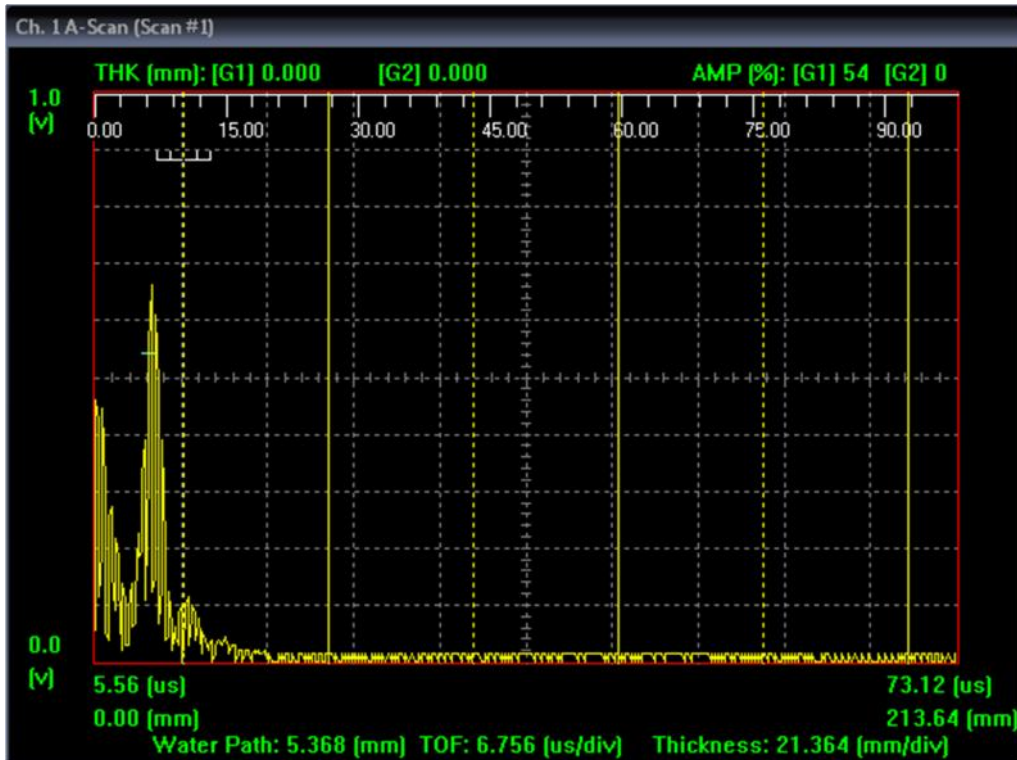 Ch. 1 A-Scan (Scan #1)
THK (mm): [G1] 0.000 [G2] 0.000 AMP (%): [G1] 54 [G2] 0
1.0
(v)
0.00 15.00 30.00 45.00 60.00 75.00 90.00
0.0
(v)
5.56 (us) 73.12 (us)
0.00 (mm) 213.64 (mm)
Water Path: 5.368 (mm) TOF: 6.756 (us/div) Thickness: 21.364 (mm/div)